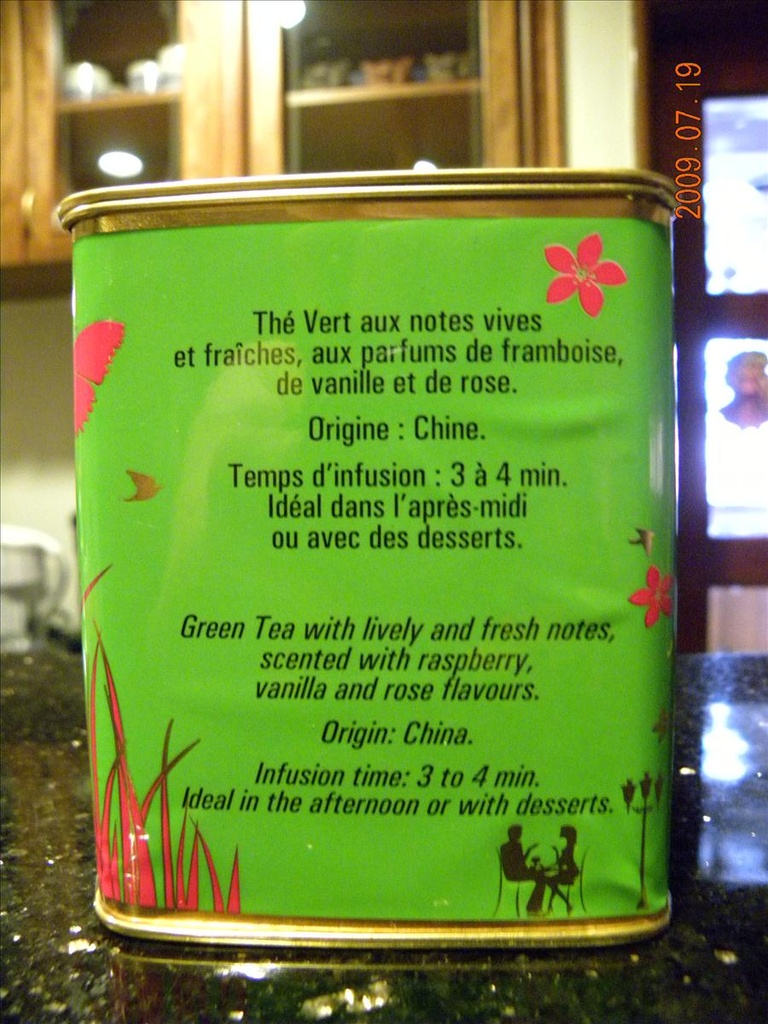 2009.07.19
Thé Vert aux notes vives
et fraîches, aux parfums de framboise,
de vanille et de rose.
Origine : Chine.
Temps d'infusion : 3 à 4 min.
Idéal dans l'après-midi
ou avec des desserts.
Green Tea with lively and fresh notes,
scented with raspberry,
vanilla and rose flavours.
Origin: China.
Infusion time: 3 to 4 min.
Ideal in the afternoon or with desserts.